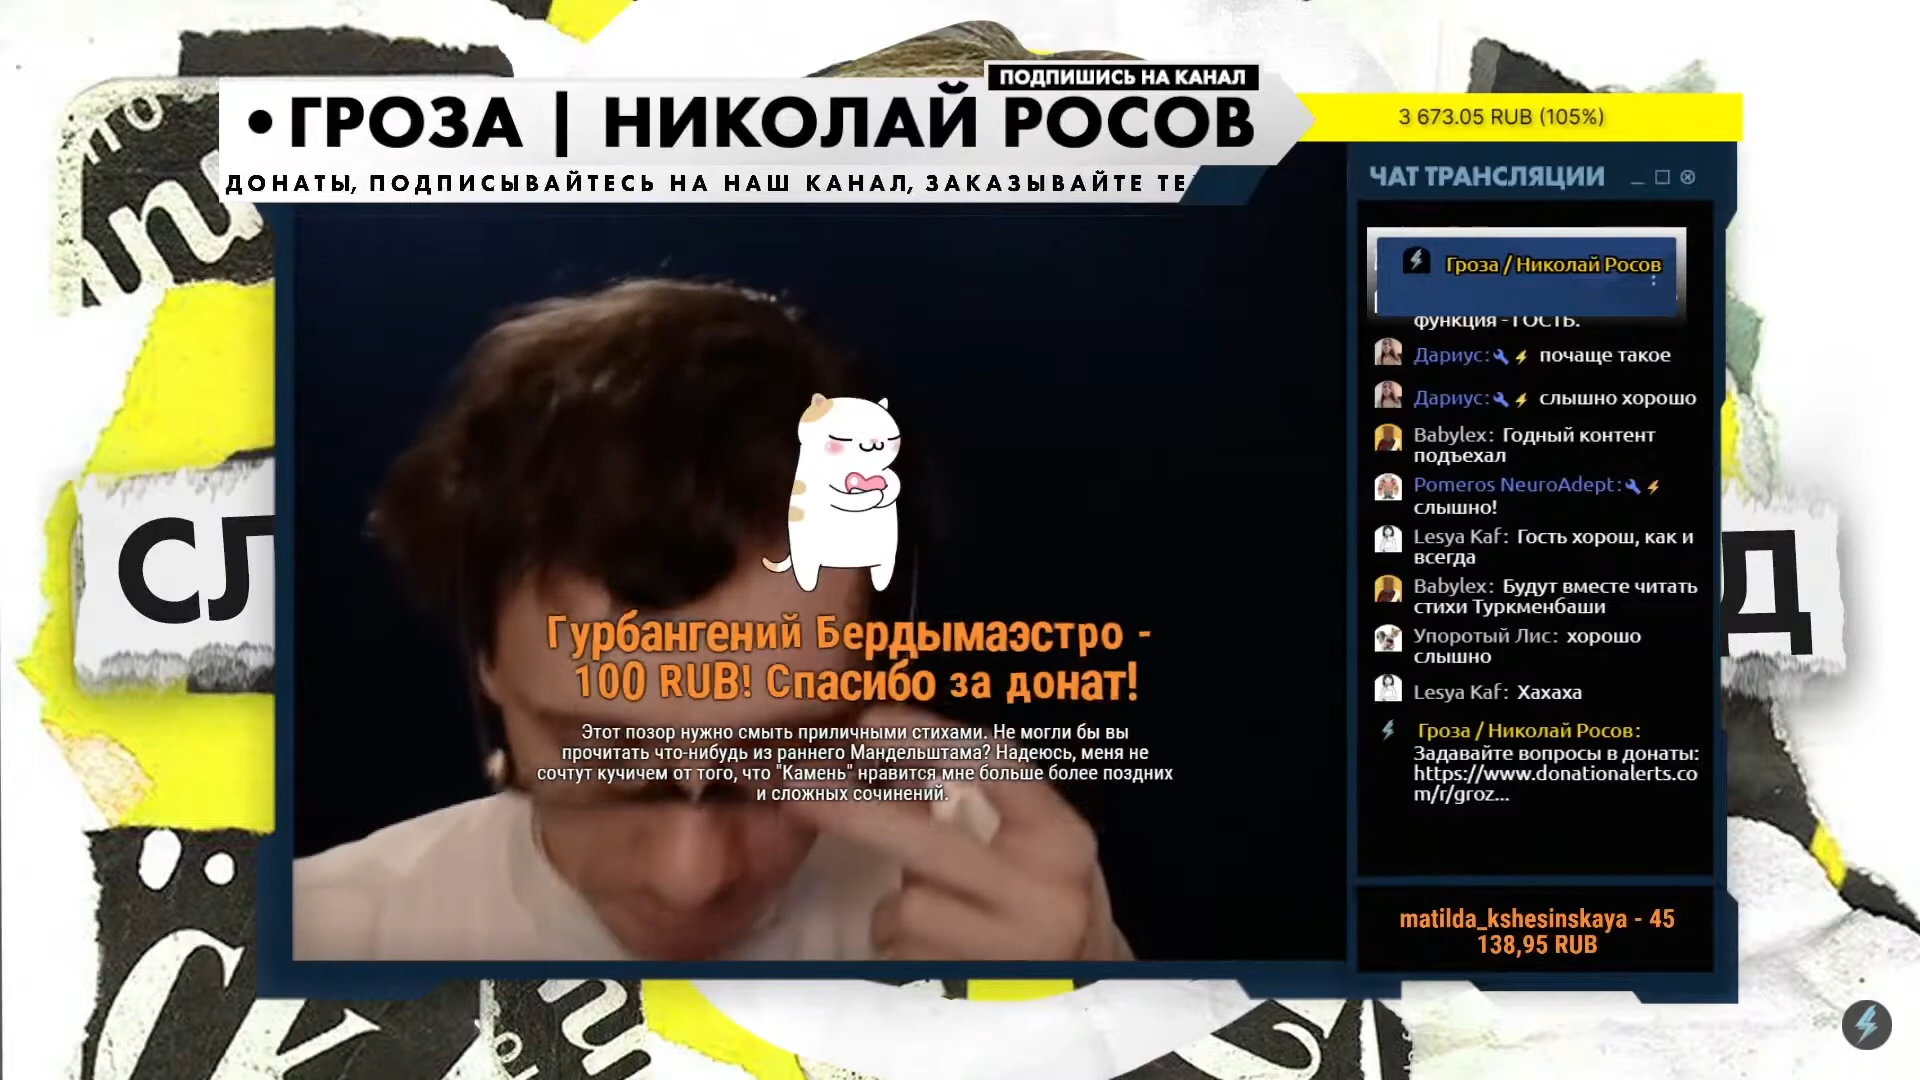 ПОДПИШИСЬ НА КАНАЛ
• ГРОЗА | НИКОЛАЙ РОСОВ
ДОНАТЫ, ПОДПИСЫВАЙТЕСЬ НА НАШ КАНАЛ, ЗАКАЗЫВАЙТЕ ТЕ
3 673.05 RUB (105%)
ЧАТ ТРАНСЛЯЦИИ
Гроза / Николай Росов
функция - ГОСТЬ.
Дариус: почаще такое
Дариус: слышно хорошо
Babylex: Годный контент
подъехал
Pomeros NeuroAdept:
слышно!
Lesya Kaf: Гость хорош, как и
всегда
Babylex: Будут вместе читать
стихи Туркменбаши
Упоротый Лис: хорошо
слышно
Lesya Kaf: Хахаха
Гроза / Николай Росов:
Задавайте вопросы в донаты:
https://www.donationalerts.co
m/r/groz...
matilda_kshesinskaya - 45
138,95 RUB
Гурбангений Бердымаэстро -
100 RUB! Спасибо за донат!
Этот позор нужно смыть приличными стихами. Не могли бы вы
прочитать что-нибудь из раннего Мандельштама? Надеюсь, меня не
сочтут кучичем от того, что "Камень" нравится мне больше более поздних
и сложных сочинений.
СЛ
Д